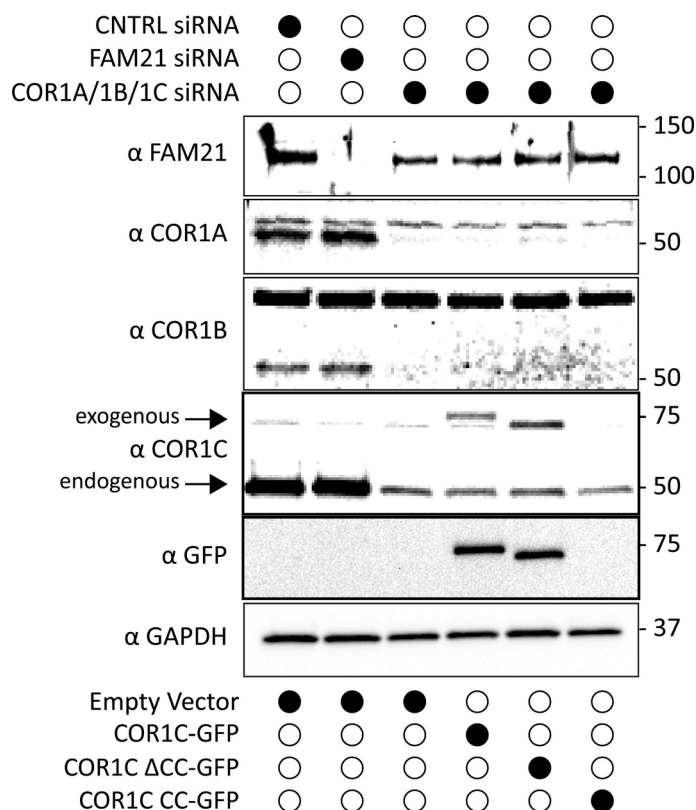 CNTRL siRNA
FAM21 siRNA
COR1A/1B/1C siRNA
α FAM21
150
100
α COR1A
50
α COR1B
50
exogenous
α COR1C
endogenous
75
50
α GFP
75
α GAPDH
37
Empty Vector
COR1C-GFP
COR1C ΔCC-GFP
COR1C CC-GFP